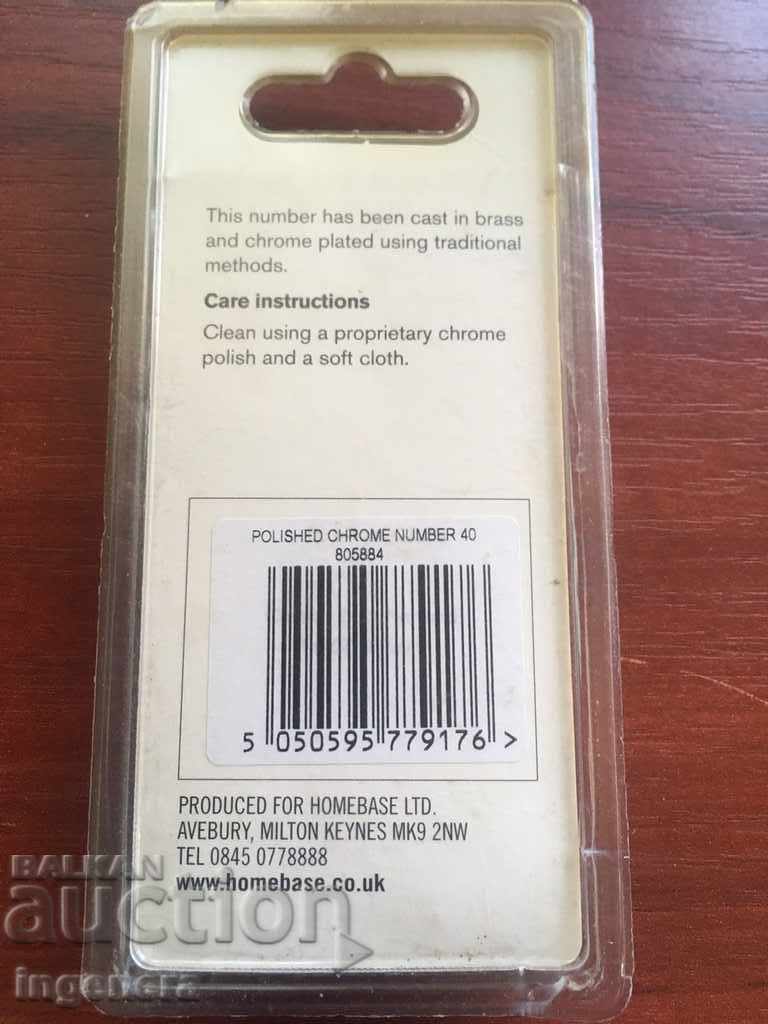 This number has been cast in brass
and chrome plated using traditional
methods.
Care instructions
Clean using a proprietary chrome
polish and a soft cloth.
POLISHED CHROME NUMBER 40
805884
5 050595 779176 >
PRODUCED FOR HOMEBASE LTD.
AVEBURY, MILTON KEYNES MK9 2NW
TEL 0845 0778888
www.homebase.co.uk
BALKAN
auction
ingenera